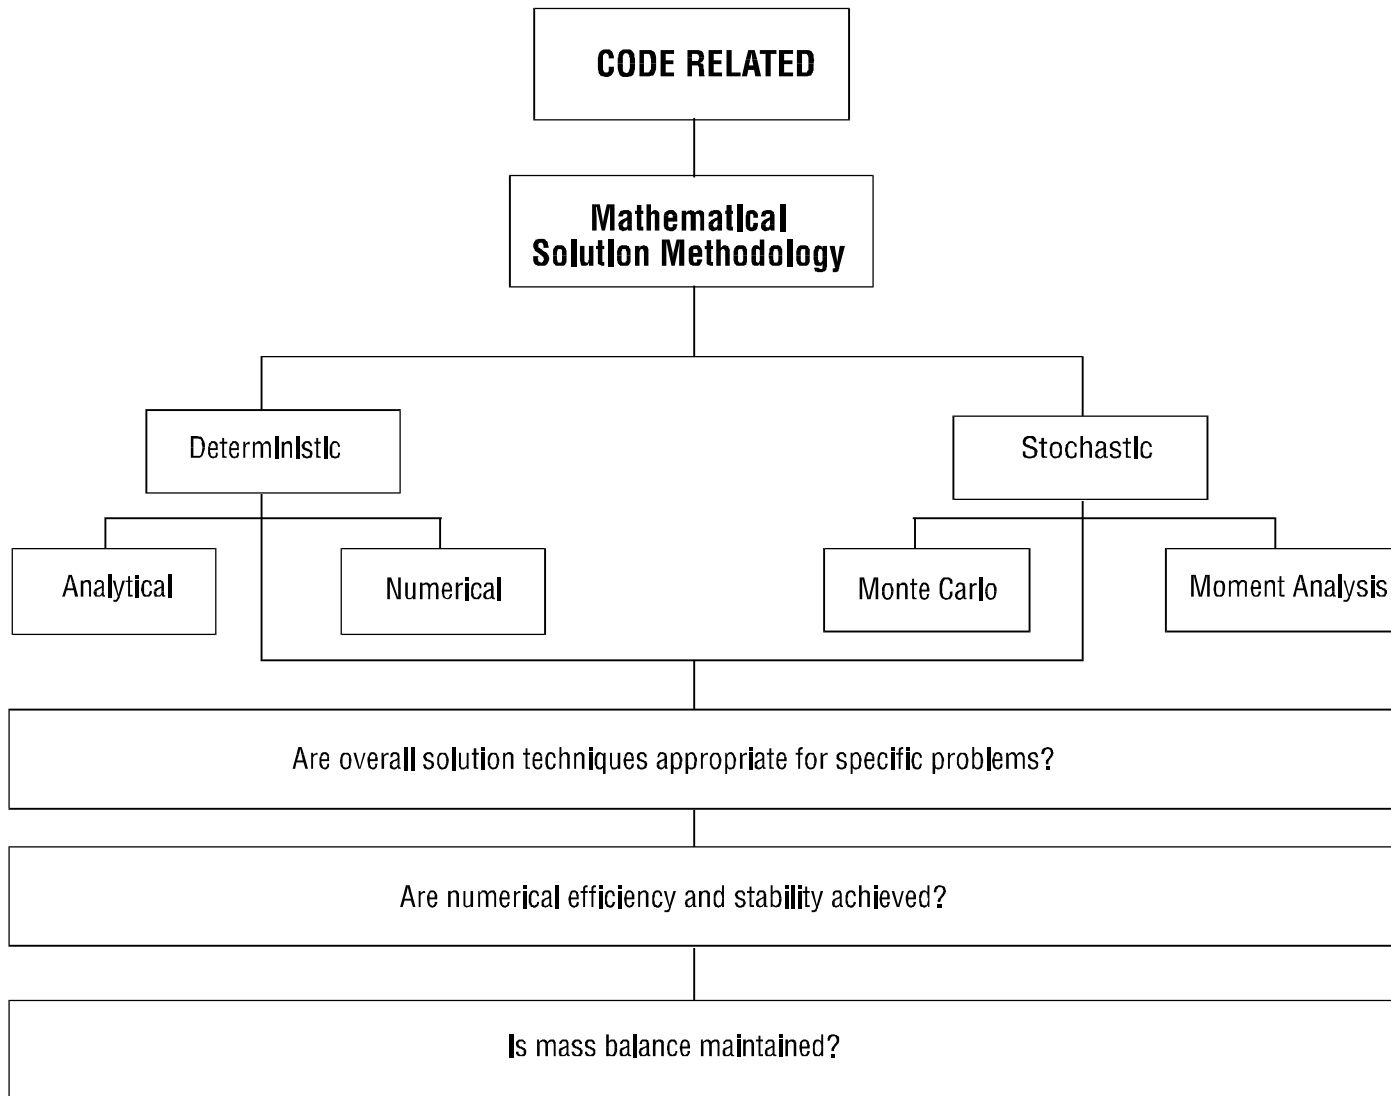 CODE RELATED
Mathematical
Solution Methodology
Deterministic
Stochastic
Analytical
Numerical
Monte Carlo
Moment Analysis
Are overall solution techniques appropriate for specific problems?
Are numerical efficiency and stability achieved?
Is mass balance maintained?